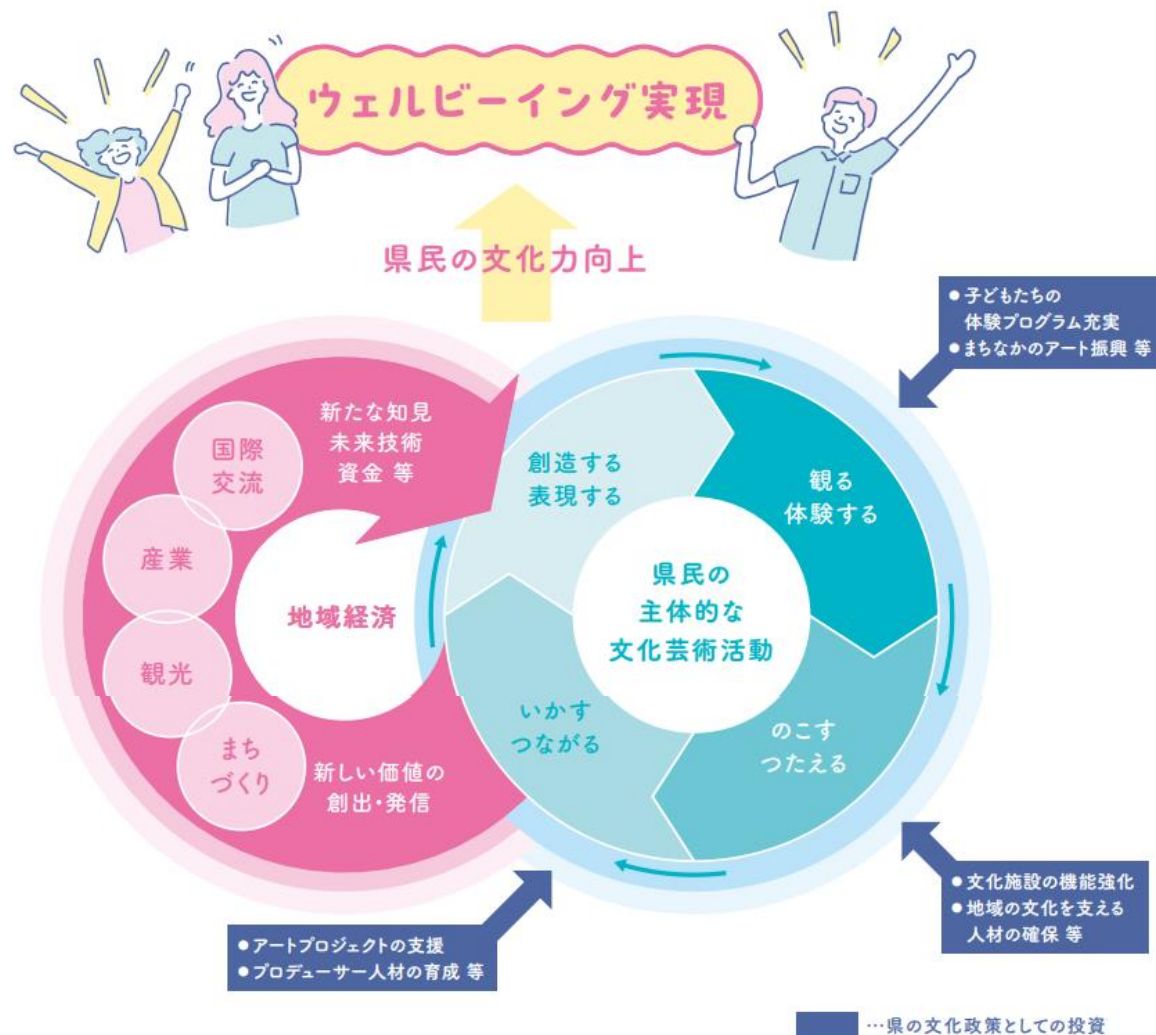 ウェルビーイング実現
県民の文化力向上
●子どもたちの
体験プログラム充実
●まちなかのアート振興 等
新たな知見
未来技術
資金 等
国際
交流
産業
観光
まち
づくり
地域経済
新しい価値の
創出・発信
創造する
表現する
観る
体験する
県民の
主体的な
文化芸術活動
いかす
つながる
のこす
つたえる
●文化施設の機能強化
●地域の文化を支える
人材の確保 等
●アートプロジェクトの支援
●プロデューサー人材の育成 等
…県の文化政策としての投資